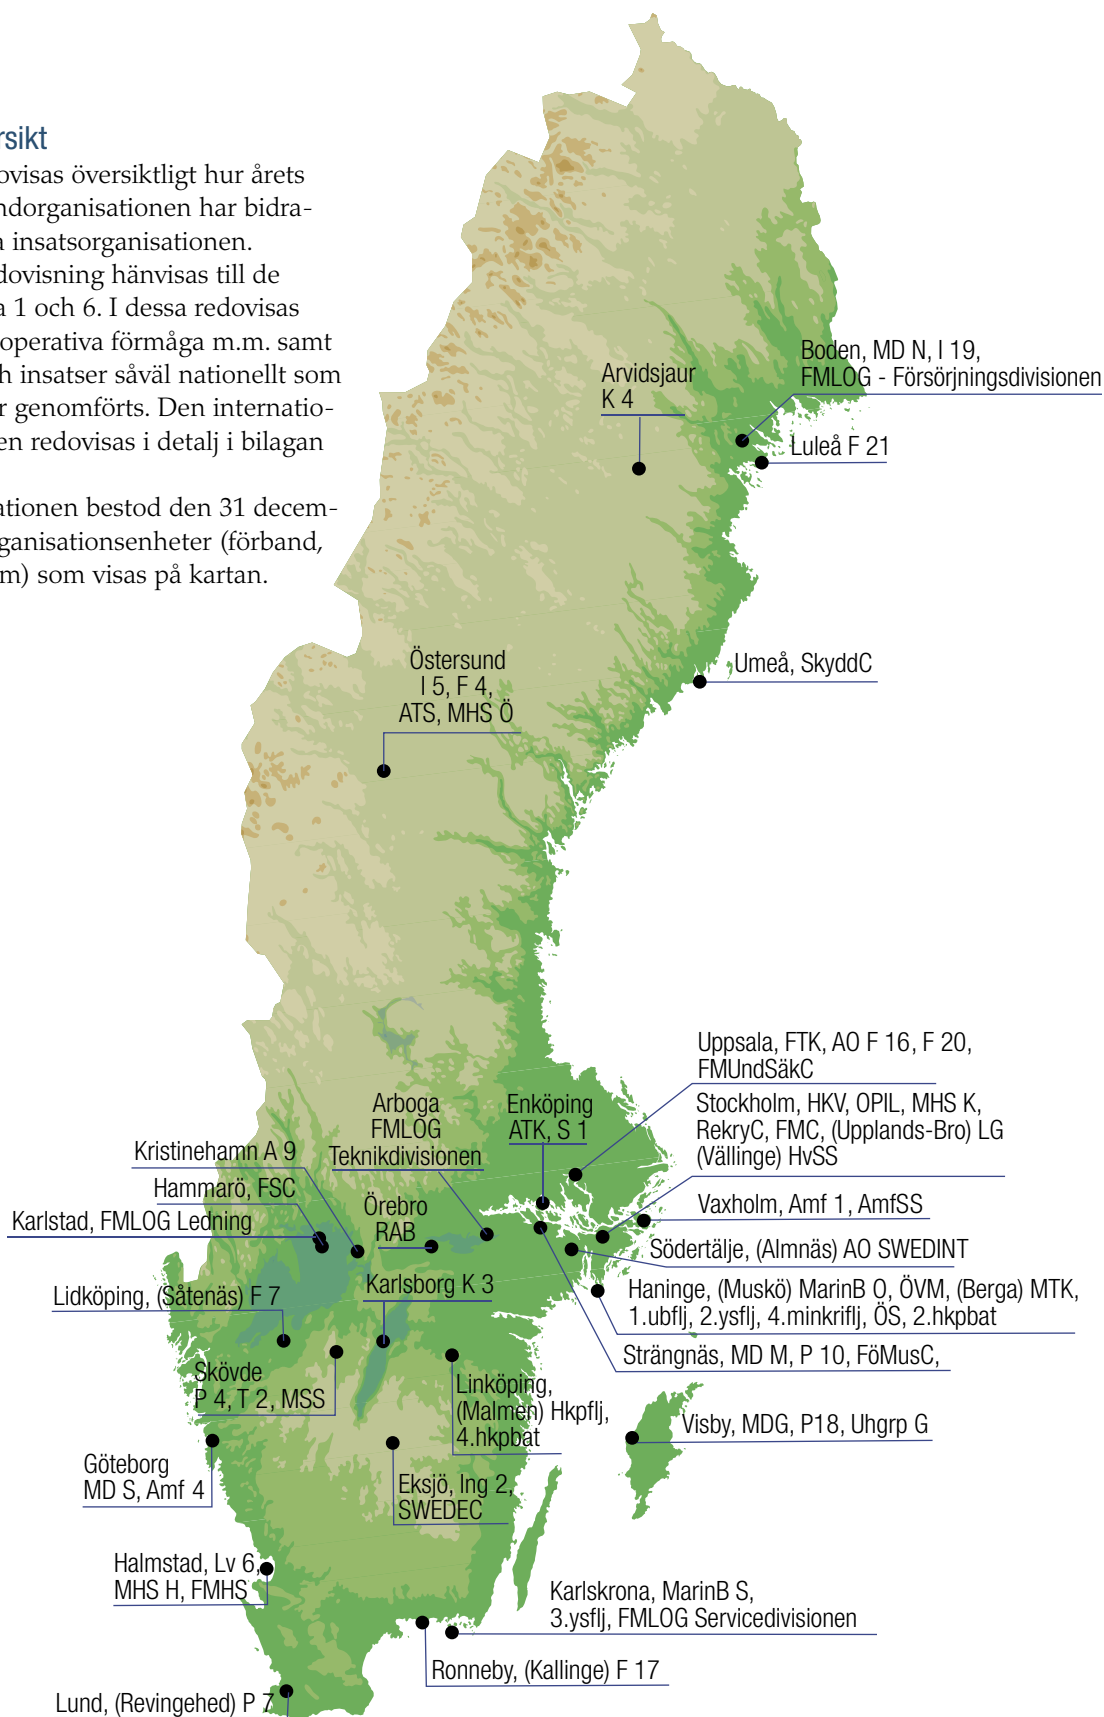 rsikt
ovisas översiktligt hur årets
ndorganisationen har bidra-
a insatsorganisationen.
dovisning hänvisas till de
a 1 och 6. I dessa redovisas
operativa förmåga m.m. samt
h insatser såväl nationellt som
r genomförts. Den internatio-
en redovisas i detalj i bilagan
ationen bestod den 31 decem-
ganisationsenheter (förband,
m) som visas på kartan.
Boden, MD N, I 19,
FMLOG - Försörjningsdivisionen
Arvidsjaur
K 4
Luleå F 21
Östersund
I 5, F 4,
ATS, MHS Ö
Umeå, SkyddC
Uppsala, FTK, AO F 16, F 20,
FMUndSäkC
Stockholm, HKV, OPIL, MHS K,
RekryC, FMC, (Upplands-Bro) LG
(Vällinge) HvSS
Arboga
FMLOG
Teknikdivisionen
Enköping
ATK, S 1
Kristinehamn A 9
Hammarö, FSC
Karlstad, FMLOG Ledning
Örebro
RAB
Vaxholm, Amf 1, AmfSS
Södertälje, (Almnäs) AO SWEDINT
Haninge, (Muskö) MarinB O, ÖVM, (Berga) MTK,
1.ubflj, 2.ysflj, 4.minkriflj, ÖS, 2.hkpbat
Lidköping, (Såtenäs) F 7
Karlsborg K 3
Strängnäs, MD M, P 10, FöMusC,
Skövde
P 4, T 2, MSS
Linköping,
(Malmen) Hkpflj,
4.hkpbat
Visby, MDG, P18, Uhgrp G
Göteborg
MD S, Amf 4
Eksjö, Ing 2,
SWEDEC
Halmstad, Lv 6,
MHS H, FMHS
Karlskrona, MarinB S,
3.ysflj, FMLOG Servicedivisionen
Ronneby, (Kallinge) F 17
Lund, (Revingehed) P 7